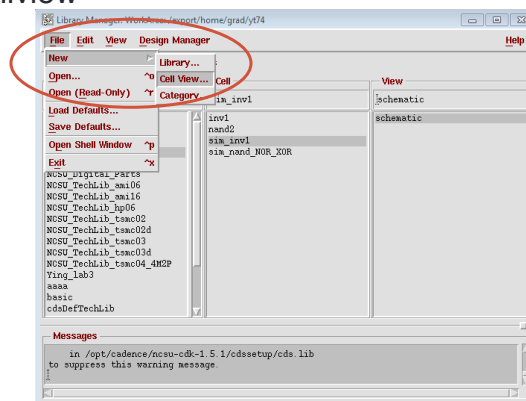 Library Manager: WorkArea: /export/home/grad/yt74
File Edit View Design Manager Help
New
Open... ^o
Open (Read-Only) ^r
Load Defaults...
Save Defaults...
Open Shell Window ^p
Exit ^x
Library...
Cell View...
Category
Cell
sim_inv1
inv1
nand2
sim_inv1
sim_nand_NOR_XOR
View
schematic
schematic
NCSU_Digital_Parts
NCSU_TechLib_ami06
NCSU_TechLib_ami16
NCSU_TechLib_hp06
NCSU_TechLib_tsmc02
NCSU_TechLib_tsmc02d
NCSU_TechLib_tsmc03
NCSU_TechLib_tsmc03d
NCSU_TechLib_tsmc04_4M2P
Ying_lab3
aaaa
basic
cdsDefTechLib
Messages
in /opt/cadence/ncsu-cdk-1.5.1/cdssetup/cds.lib
to suppress this warning message.